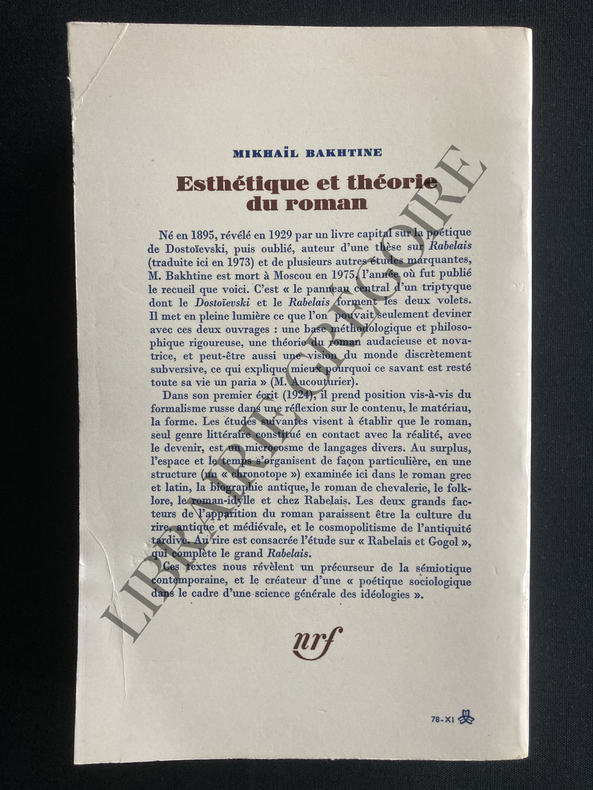 MIKHAÏL BAKHTINE
Esthétique et théorie
du roman
Né en 1895, révélé en 1929 par un livre capital sur la poétique
de Dostoïevski, puis oublié, auteur d'une thèse sur Rabelais
(traduite ici en 1973) et de plusieurs autres études marquantes,
M. Bakhtine est mort à Moscou en 1975, l'année où fut publié
le recueil que voici. C'est « le panneau central d'un triptyque
dont le Dostoïevski et le Rabelais forment les deux volets.
Il met en pleine lumière ce que l'on pouvait seulement deviner
avec ces deux ouvrages : une base méthodologique et philoso-
phique rigoureuse, une théorie du roman audacieuse et nova-
trice, et peut-être aussi une vision du monde discrètement
subversive, ce qui explique mieux pourquoi ce savant est resté
toute sa vie un paria » (M. Aucouturier).
Dans son premier écrit (1924), il prend position vis-à-vis du
formalisme russe dans une réflexion sur le contenu, le matériau,
la forme. Les études suivantes visent à établir que le roman,
seul genre littéraire construé en contact avec la réalité, avec
le devenir, est un microcosme de langages divers. Au surplus,
l'espace et le temps s'organisent de façon particulière, en une
structure (un « chronotope ») examinée ici dans le roman grec
et latin, la biographie antique, le roman de chevalerie, le folk-
lore, le roman-idylle et chez Rabelais. Les deux grands fac-
teurs de l'apparition du roman paraissent être la culture du
rire antique et médiévale, et le cosmopolitisme de l'antiquité
tardive. Au rire est consacrée l'étude sur « Rabelais et Gogol »,
qui complète le grand Rabelais.
Ces textes nous révèlent un précurseur de la sémiotique
contemporaine, et le créateur d'une « poétique sociologique
dans le cadre d'une science générale des idéologies ».
nrf
78-XI
LIBRAIRIE GRÉGOIRE